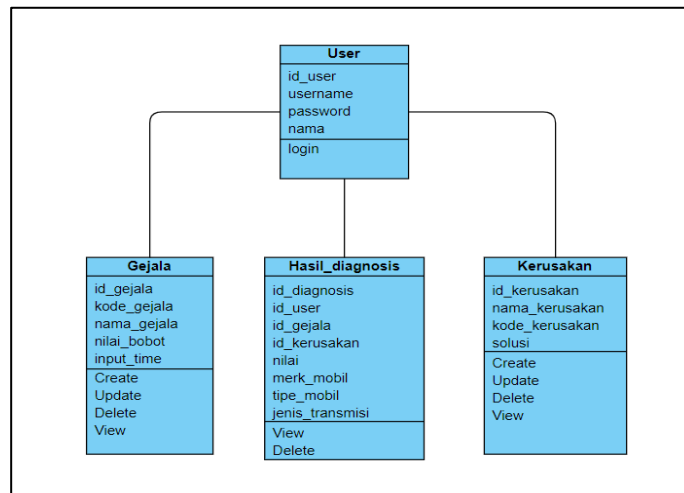 User
id_user
username
password
nama
login
Gejala
id_gejala
kode_gejala
nama_gejala
nilai_bobot
input_time
Create
Update
Delete
View
Hasil_diagnosis
id_diagnosis
id_user
id_gejala
id_kerusakan
nilai
merk_mobil
tipe_mobil
jenis_transmisi
View
Delete
Kerusakan
id_kerusakan
nama_kerusakan
kode_kerusakan
solusi
Create
Update
Delete
View